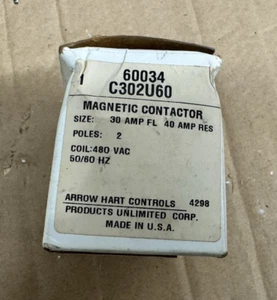 1 60034
C302U60
MAGNETIC CONTACTOR
SIZE: 30 AMP FL 40 AMP RES
POLES: 2
COIL:480 VAC
50/60 HZ
ARROW HART CONTROLS 4298
PRODUCTS UNLIMITED CORP.
MADE IN U.S.A.